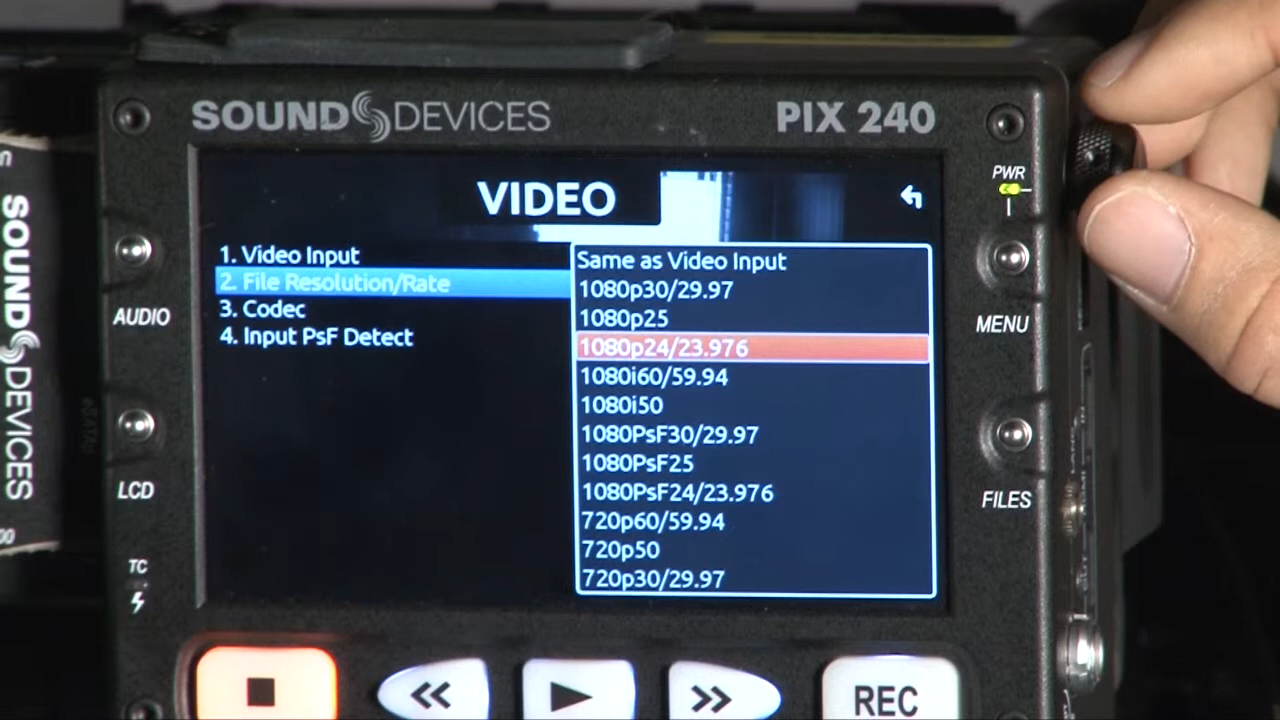 SOUND DEVICES
PIX 240
VIDEO
1. Video Input
2. File Resolution/Rate
3. Codec
4. Input PsF Detect
Same as Video Input
1080p30/29.97
1080p25
1080p24/23.976
1080i60/59.94
1080i50
1080PsF30/29.97
1080PsF25
1080PsF24/23.976
720p60/59.94
720p50
720p30/29.97
AUDIO
LCD
TC
PWR
MENU
FILES
REC
SOUND DEVICES